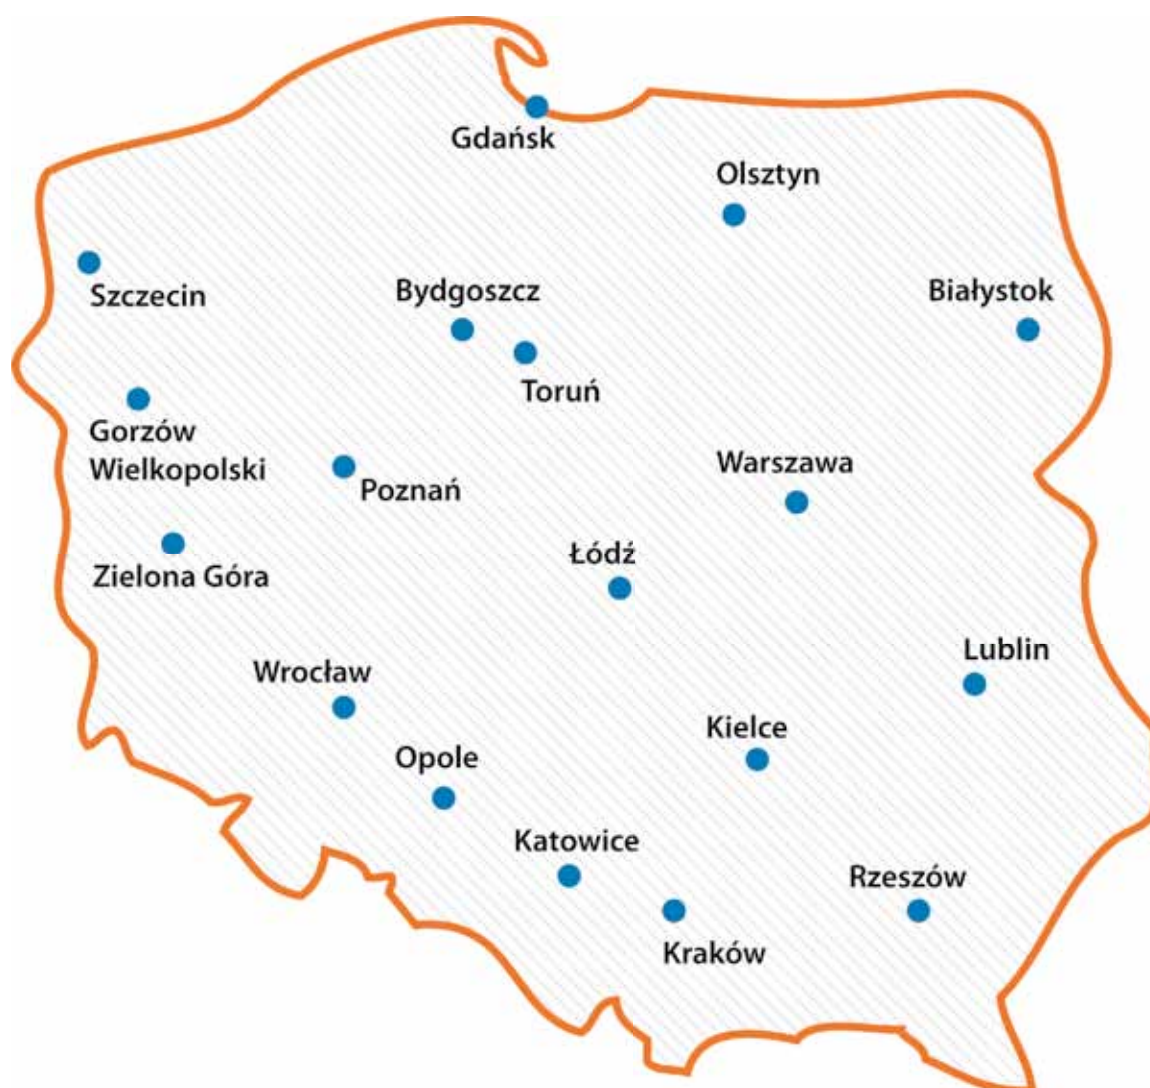 Gdańsk
Olsztyn
Szczecin
Bydgoszcz
Białystok
Toruń
Gorzów
Wielkopolski
Warszawa
Poznań
Łódź
Zielona Góra
Lublin
Wrocław
Kielce
Opole
Katowice
Rzeszów
Kraków